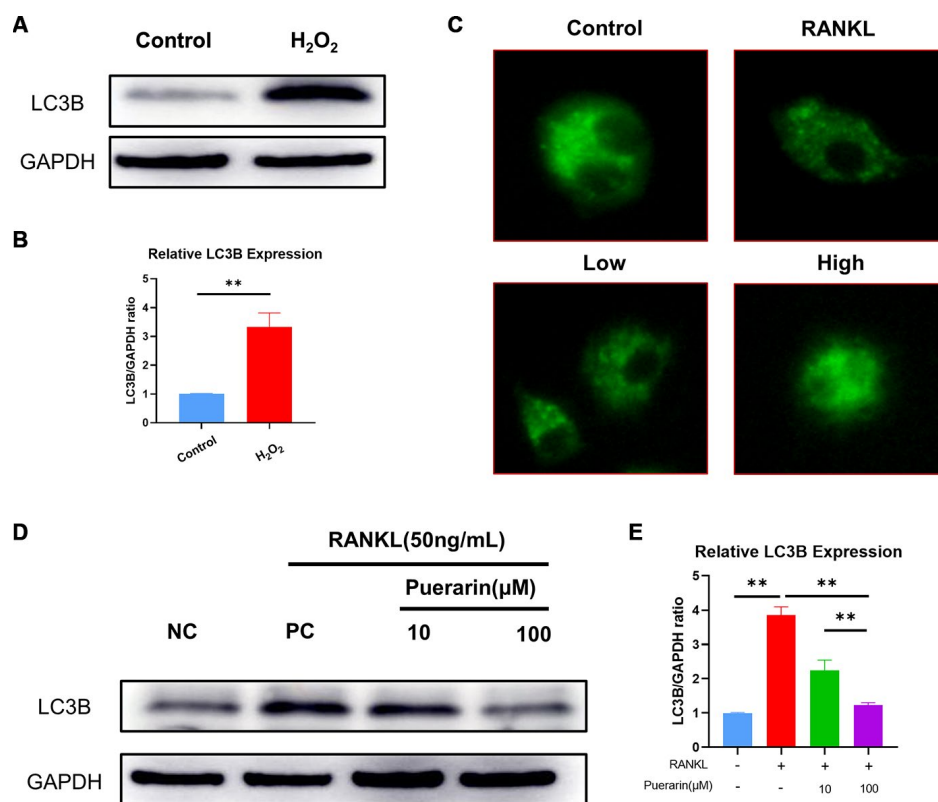 A
Control H₂O₂
LC3B
GAPDH
B
Relative LC3B Expression
LC3B/GAPDH ratio
5
4
3
2
1
0
**
Control H₂O₂
C
Control RANKL
Low High
D
RANKL(50ng/mL)
Puerarin(µM)
NC PC 10 100
LC3B
GAPDH
E
Relative LC3B Expression
LC3B/GAPDH ratio
5
4
3
2
1
0
** **
**
RANKL - + + +
Puerarin(µM) - - 10 100